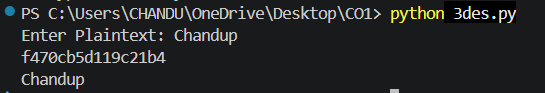 PS C:\Users\CHANDU\OneDrive\Desktop\CO1> python 3des.py
Enter Plaintext: Chandup
f470cb5d119c21b4
Chandup